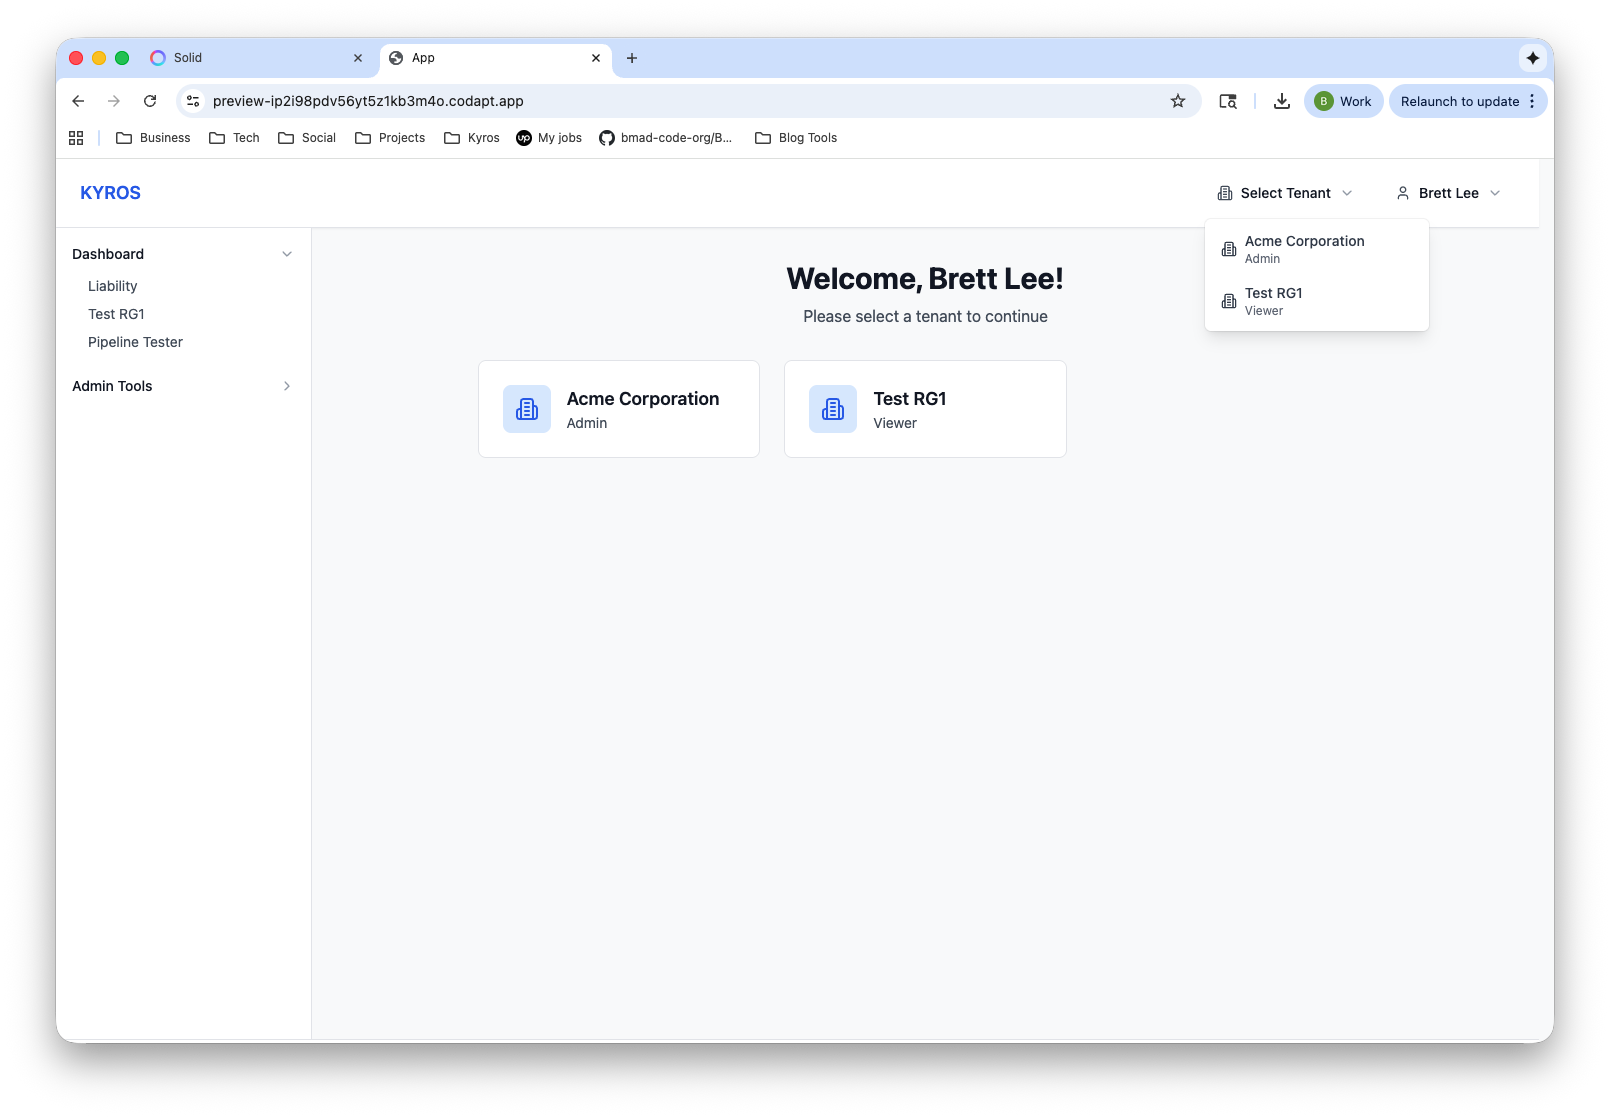 Solid
App
preview-ip2i98pdv56yt5z1kb3m4o.codapt.app
B
Work
Relaunch to update
Business
Tech
Social
Projects
Kyros
up
My jobs
bmad-code-org/B...
Blog Tools
KYROS
Select Tenant
Brett Lee
Acme Corporation
Admin
Test RG1
Viewer
Dashboard
Liability
Test RG1
Pipeline Tester
Admin Tools
Welcome, Brett Lee!
Please select a tenant to continue
Acme Corporation
Admin
Test RG1
Viewer